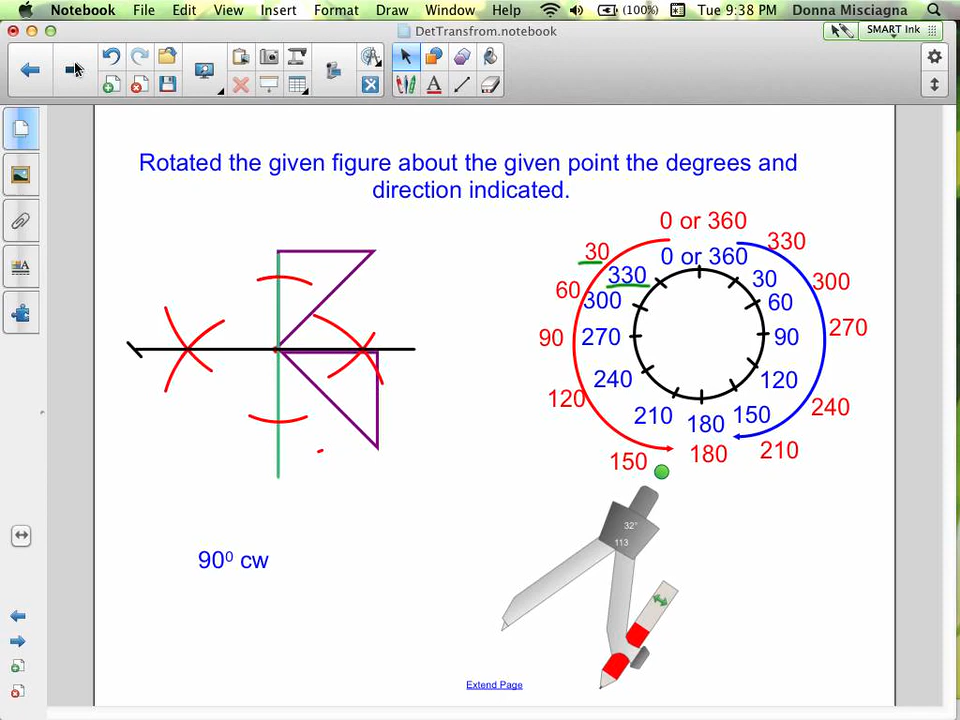 Notebook File Edit View Insert Format Draw Window Help (100%) Tue 9:38 PM Donna Misciagna
DetTransfrom.notebook
SMART Ink
Rotated the given figure about the given point the degrees and
direction indicated.
0 or 360
30
330
0 or 360
330
30
60
300
60
300
90
270
90
270
120
240
120
240
210
180
150
150
180
210
32°
113
90⁰ cw
Extend Page